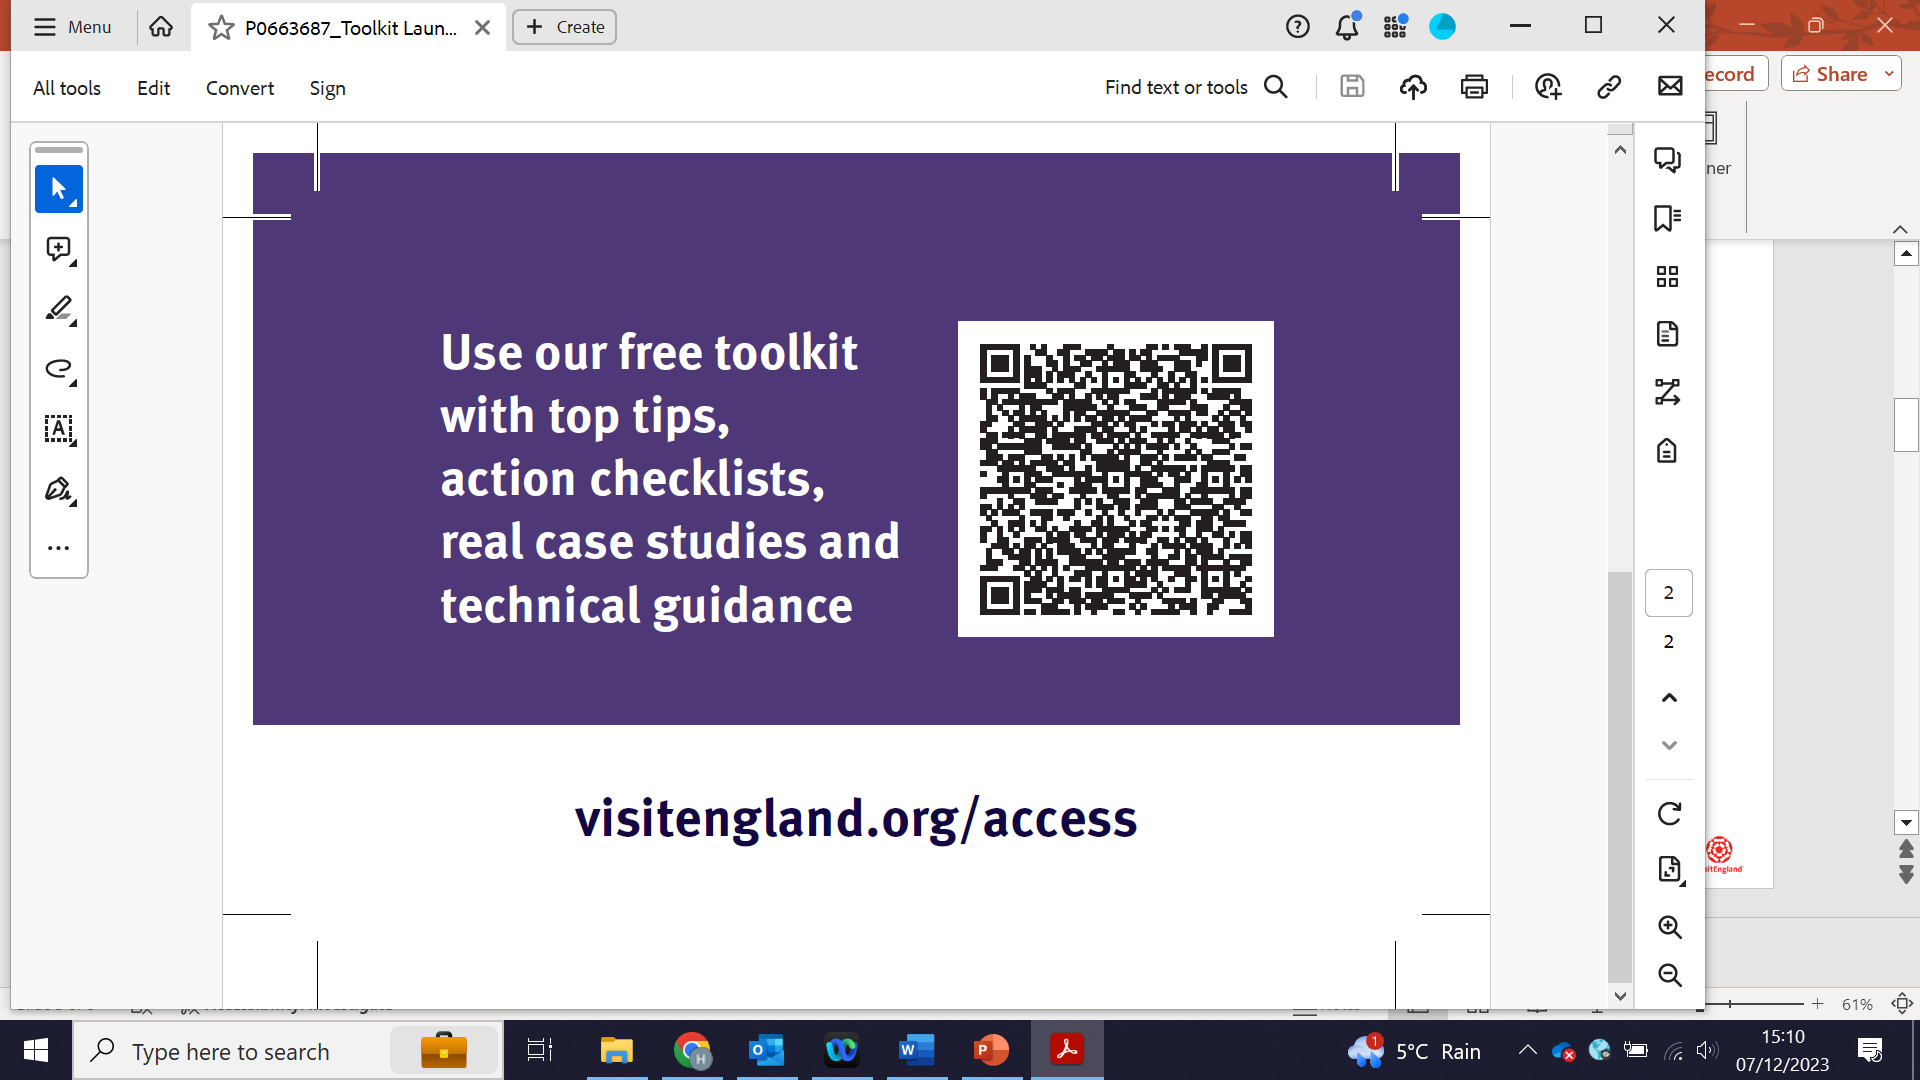 Menu
P0663687_Toolkit Laun...
Create
All tools
Edit
Convert
Sign
Find text or tools
ecord
Share
ner
Use our free toolkit
with top tips,
action checklists,
real case studies and
technical guidance
visitengland.org/access
2
2
itEngland
61%
Type here to search
H
1
5°C Rain
15:10
07/12/2023